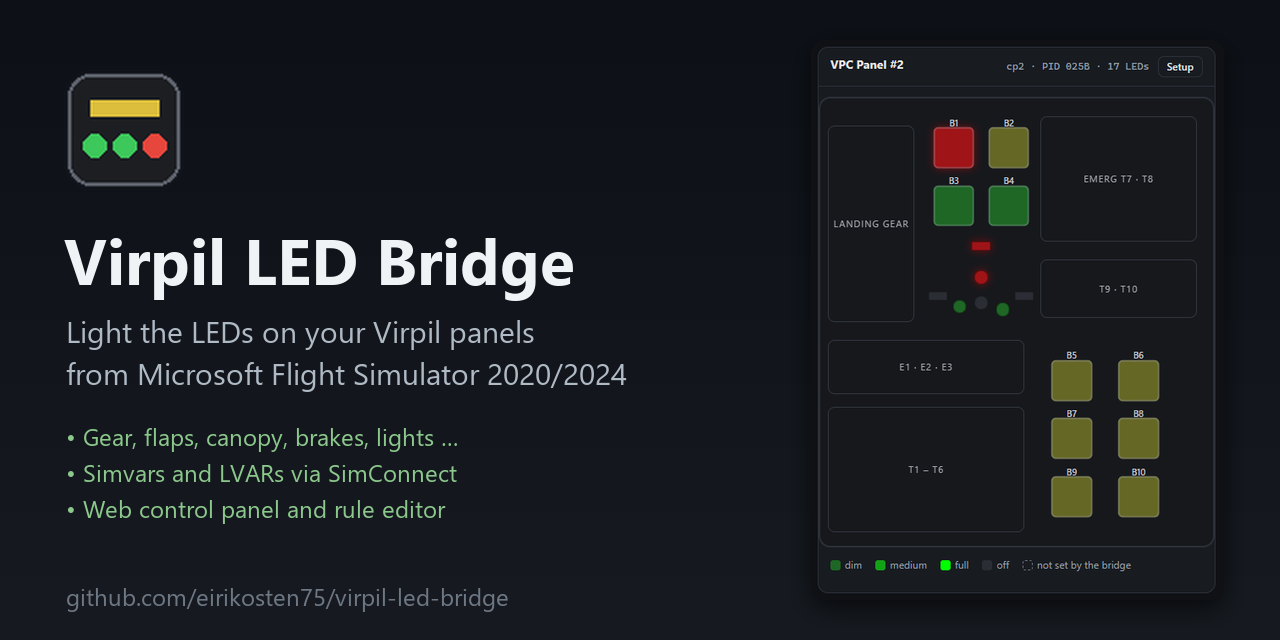 Virpil LED Bridge
Light the LEDs on your Virpil panels
from Microsoft Flight Simulator 2020/2024
• Gear, flaps, canopy, brakes, lights ...
• Simvars and LVARs via SimConnect
• Web control panel and rule editor
github.com/eirikosten75/virpil-led-bridge
VPC Panel #2
cp2 · PID 025B · 17 LEDs
Setup
B1
B2
B3
B4
LANDING GEAR
EMERG T7 · T8
T9 · T10
E1 · E2 · E3
T1 – T6
B5
B6
B7
B8
B9
B10
dim
medium
full
off
not set by the bridge